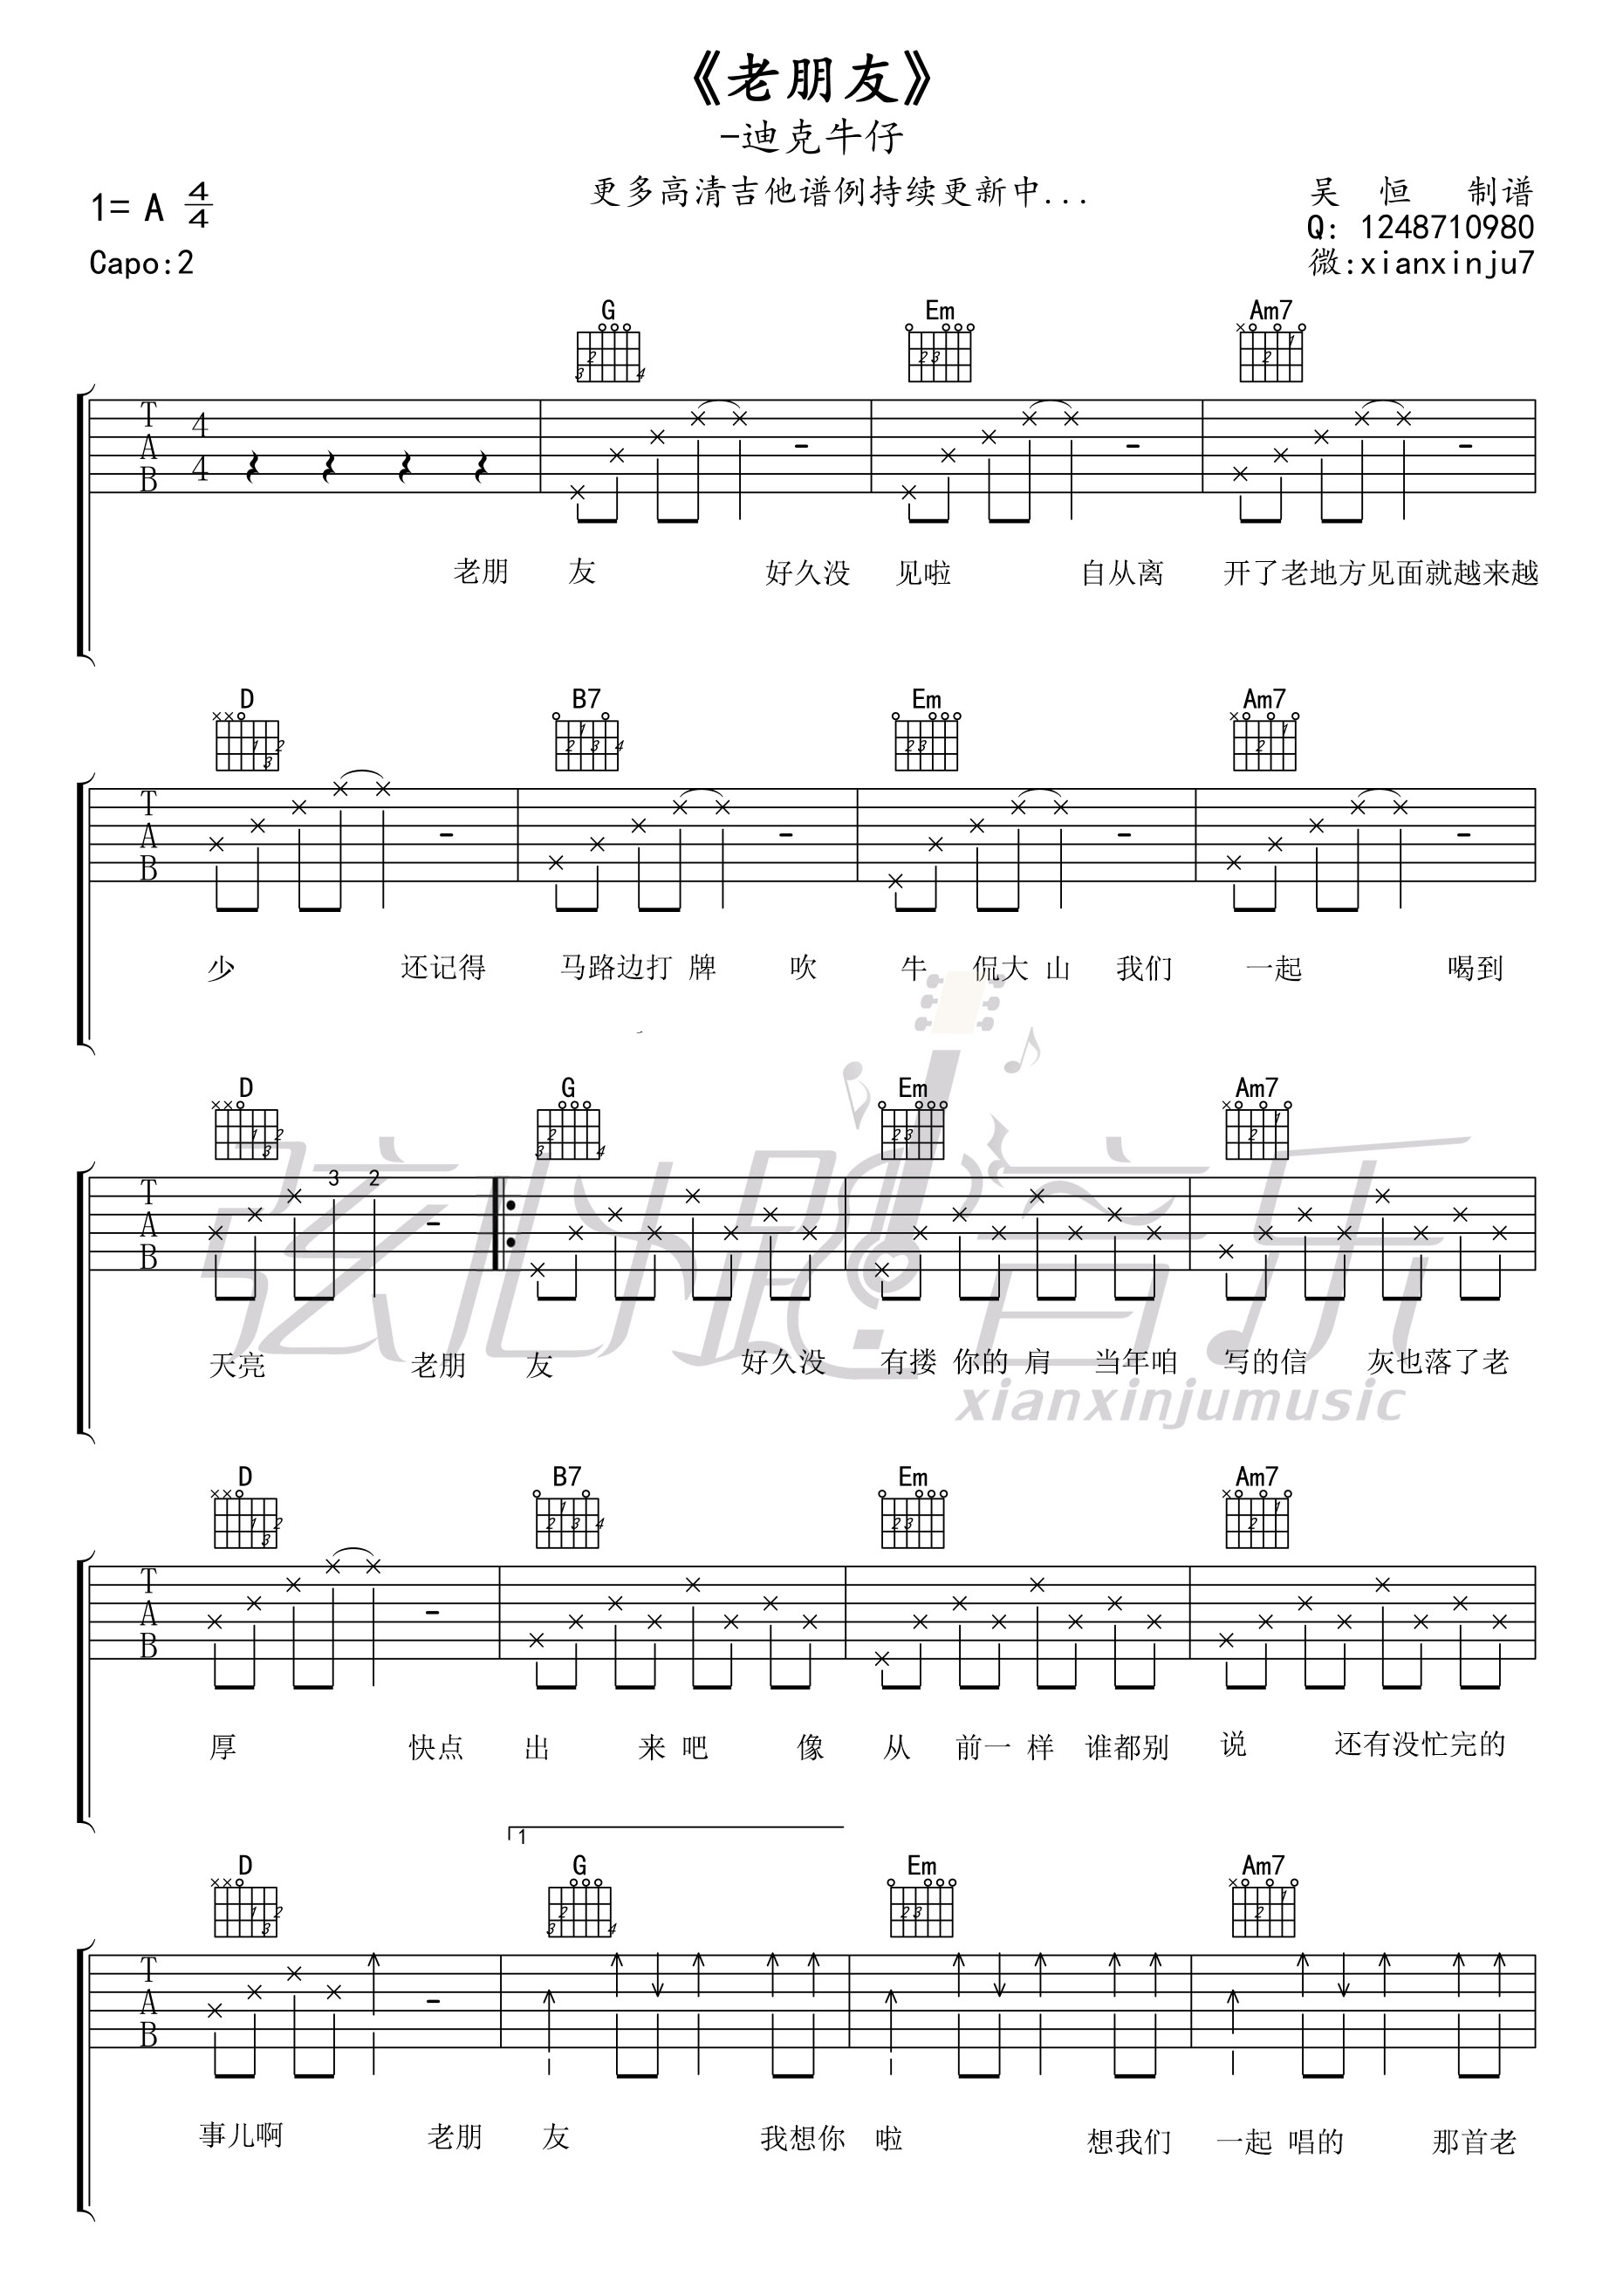 《老朋友》
-迪克牛仔
更多高清吉他谱例持续更新中...
1= A 4/4
吴 恒 制谱
Q: 1248710980
Capo:2
微:xianxinju7
G Em Am7
T A B 4 4
老朋 友 好久没 见啦 自从离 开了老地方见面就越来越
D B7 Em Am7
T A B
少 还记得 马路边打 牌 吹 牛 侃大 山 我们 一起 喝到
D G Em Am7
T A B 3 2
弦心距音乐
天亮 老朋 友 好久没 有搂 你的 肩 当年咱 写的信 灰也落了老
xianxinjumusic
D B7 Em Am7
T A B
厚 快点 出 来 吧 像 从 前一 样 谁都别 说 还有没忙完的
1
D G Em Am7
T A B
事儿啊 老朋 友 我想你 啦 想我们 一起 唱的 那首老